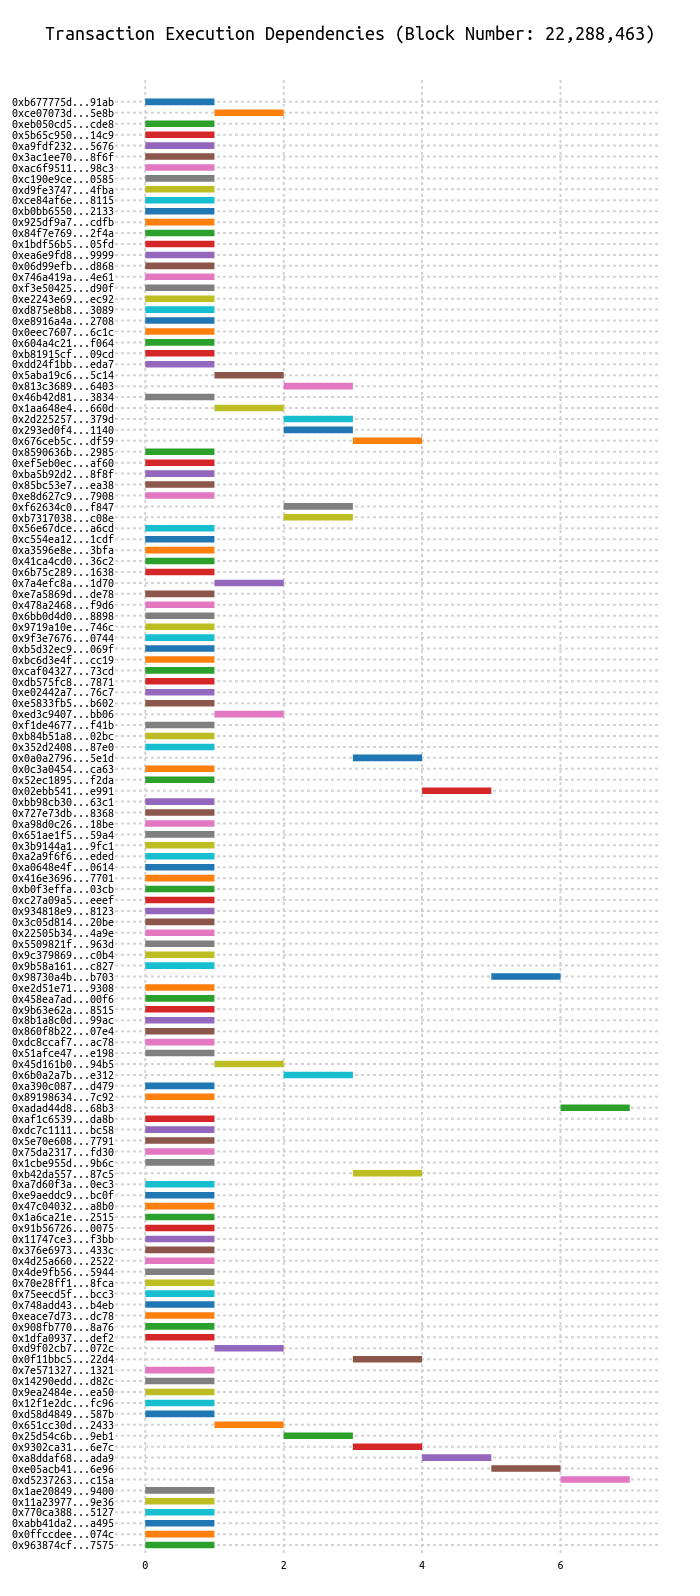 Transaction Execution Dependencies (Block Number: 22,288,463)
0xb677775d...91ab
0xce07073d...5e8b
0xeb050cd5...cde8
0x5b65c950...14c9
0xa9fdf232...5676
0x3ac1ee70...8f6f
0xac6f9511...98c3
0xc190e9ce...0585
0xd9fe3747...4fba
0xce84af6e...8115
0xb0bb6550...2133
0x925df9a7...cdfb
0x84f7e769...2f4a
0x1bdf56b5...05fd
0xea6e9fd8...9999
0x06d99efb...d868
0x746a419a...4e61
0xf3e50425...d90f
0xe2243e69...ec92
0xd875e8b8...3089
0xe8916a4a...2708
0x0eec7607...6c1c
0x604a4c21...f064
0xb81915cf...09cd
0xdd24f1bb...eda7
0x5aba19c6...5c14
0x813c3689...6403
0x46b42d81...3834
0x1aa648e4...660d
0x2d225257...379d
0x293ed0f4...1140
0x676ceb5c...df59
0x8590636b...2985
0xef5eb0ec...af60
0xba5b92d2...8f8f
0x85bc53e7...ea38
0xe8d627c9...7908
0xf62634c0...f847
0xb7317038...c08e
0x56e67dce...a6cd
0xc554ea12...1cdf
0xa3596e8e...3bfa
0x41ca4cd0...36c2
0x6b75c289...1638
0x7a4efc8a...1d70
0xe7a5869d...de78
0x478a2468...f9d6
0x6bb0d4d0...8898
0x9719a10e...746c
0x9f3e7676...0744
0xb5d32ec9...069f
0xbc6d3e4f...cc19
0xcaf04327...73cd
0xdb575fc8...7871
0xe02442a7...76c7
0xe5833fb5...b602
0xed3c9407...bb06
0xf1de4677...f41b
0xb84b51a8...02bc
0x352d2408...87e0
0x0a0a2796...5e1d
0x0c3a0454...ca63
0x52ec1895...f2da
0x02ebb541...e991
0xbb98cb30...63c1
0x727e73db...8368
0xa98d0c26...18be
0x651ae1f5...59a4
0x3b9144a1...9fc1
0xa2a9f6f6...eded
0xa0648e4f...0614
0x416e3696...7701
0xb0f3effa...03cb
0xc27a09a5...eeef
0x934818e9...8123
0x3c05d814...20be
0x22505b34...4a9e
0x5509821f...963d
0x9c379869...c0b4
0x9b58a161...c827
0x98730a4b...b703
0xe2d51e71...9308
0x458ea7ad...00f6
0x9b63e62a...8515
0x8b1a8c0d...99ac
0x860f8b22...07e4
0xdc8ccaf7...ac78
0x51afce47...e198
0x45d161b0...94b5
0x6b0a2a7b...e312
0xa390c087...d479
0x89198634...7c92
0xadad44d8...68b3
0xaf1c6539...da8b
0xdc7c1111...bc58
0x5e70e608...7791
0x75da2317...fd30
0x1cbe955d...9b6c
0xb42da557...87c5
0xa7d60f3a...0ec3
0xe9aeddc9...bc0f
0x47c04032...a8b0
0x1a6ca21e...2515
0x91b56726...0075
0x11747ce3...f3bb
0x376e6973...433c
0x4d25a660...2522
0x4de9fb56...5944
0x70e28ff1...8fca
0x75eecd5f...bcc3
0x748add43...b4eb
0xeace7d73...dc78
0x908fb770...8a76
0x1dfa0937...def2
0xd9f02cb7...072c
0x0f11bbc5...22d4
0x7e571327...1321
0x14290edd...d82c
0x9ea2484e...ea50
0x12f1e2dc...fc96
0xd58d4849...587b
0x651cc30d...2433
0x25d54c6b...9eb1
0x9302ca31...6e7c
0xa8ddaf68...ada9
0xe05acb41...6e96
0xd5237263...c15a
0x1ae20849...9400
0x11a23977...9e36
0x770ca388...5127
0xabb41da2...a495
0x0ffccdee...074c
0x963874cf...7575
0 2 4 6